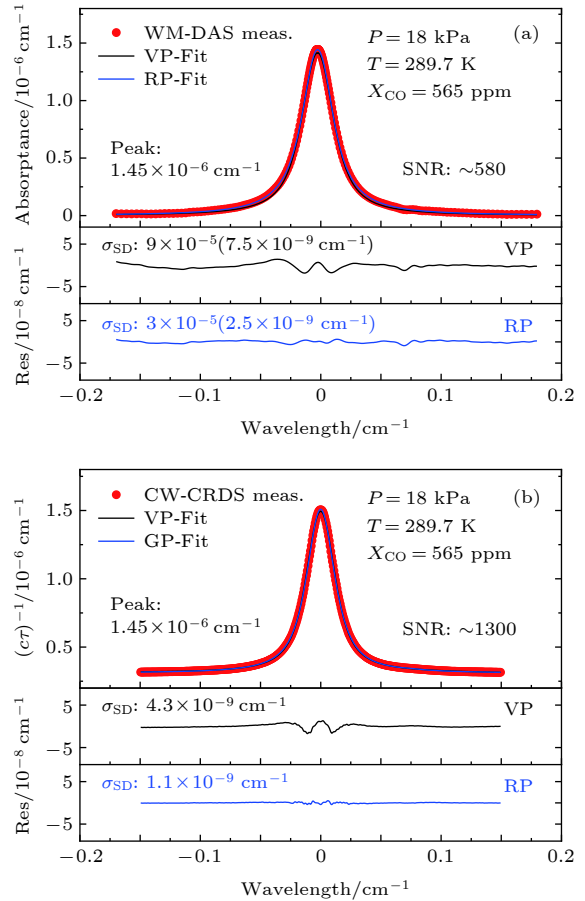 WM-DAS meas.
VP-Fit
RP-Fit
P = 18 kPa
T = 289.7 K
X_CO = 565 ppm
(a)
Peak:
1.45×10⁻⁶ cm⁻¹
SNR: ~580
Absorptance/10⁻⁶ cm⁻¹
1.5
1.0
0.5
0
σ_SD: 9×10⁻⁵(7.5×10⁻⁹ cm⁻¹)
VP
5
−5
σ_SD: 3×10⁻⁵(2.5×10⁻⁹ cm⁻¹)
RP
5
−5
Res/10⁻⁸ cm⁻¹
−0.2 −0.1 0 0.1 0.2
Wavelength/cm⁻¹
CW-CRDS meas.
VP-Fit
GP-Fit
P = 18 kPa
T = 289.7 K
X_CO = 565 ppm
(b)
Peak:
1.45×10⁻⁶ cm⁻¹
SNR: ~1300
(cτ)⁻¹/10⁻⁶ cm⁻¹
1.5
1.0
0.5
σ_SD: 4.3×10⁻⁹ cm⁻¹
VP
5
−5
σ_SD: 1.1×10⁻⁹ cm⁻¹
RP
5
−5
Res/10⁻⁸ cm⁻¹
−0.2 −0.1 0 0.1 0.2
Wavelength/cm⁻¹